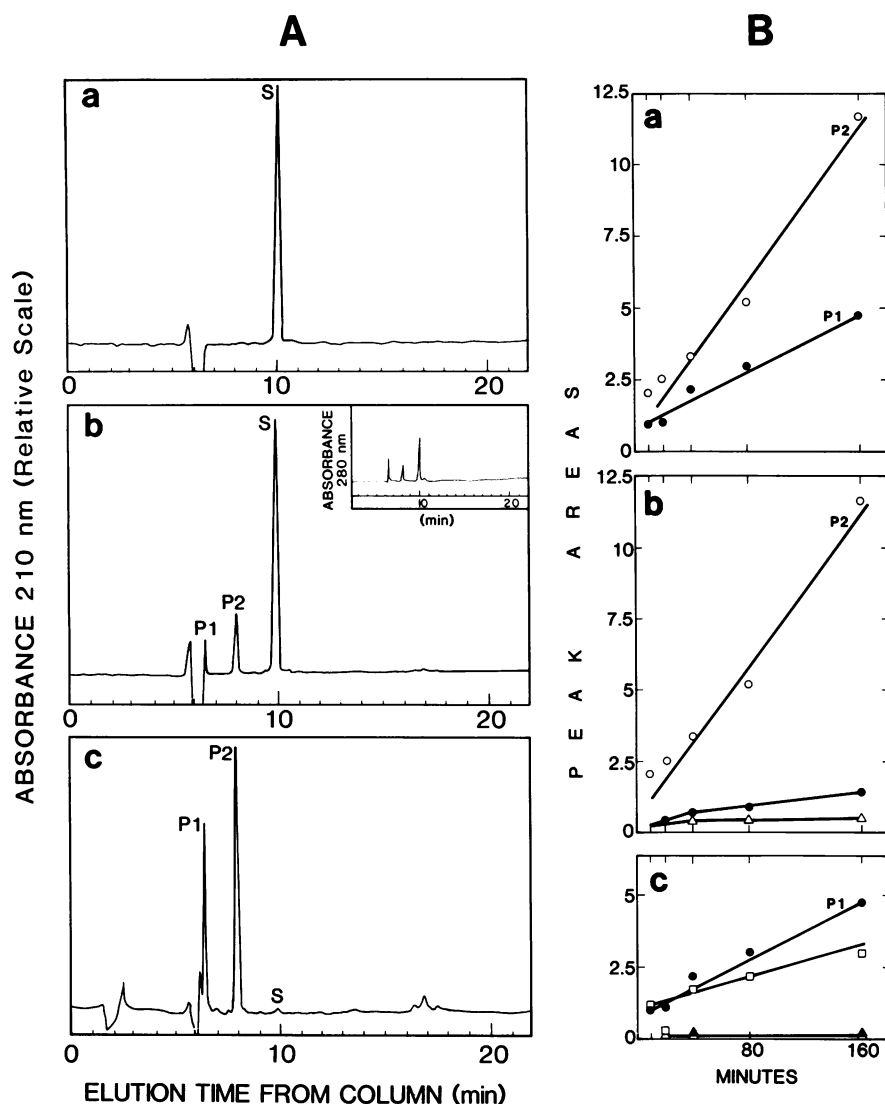 A
B
ABSORBANCE 210 nm (Relative Scale)
a
S
0
10
20
b
S
P1
P2
0
10
20
ABSORBANCE
280 nm
10
20
(min)
c
P2
P1
S
0
10
20
ELUTION TIME FROM COLUMN (min)
PEAK AREAS
a
12.5
10
7.5
5
2.5
0
P2
P1
b
12.5
10
7.5
5
2.5
0
P2
c
5
0
P1
80
160
MINUTES